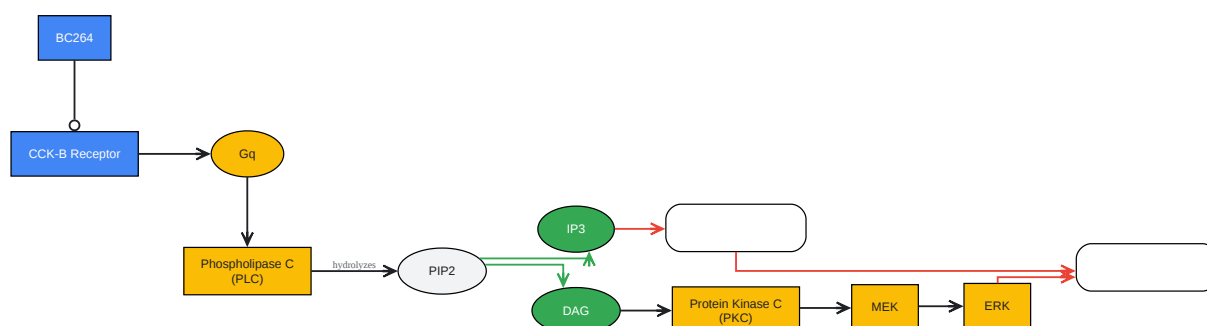 BC264
CCK-B Receptor
Gq
Phospholipase C
(PLC)
hydrolyzes
PIP2
IP3
DAG
Protein Kinase C
(PKC)
MEK
ERK